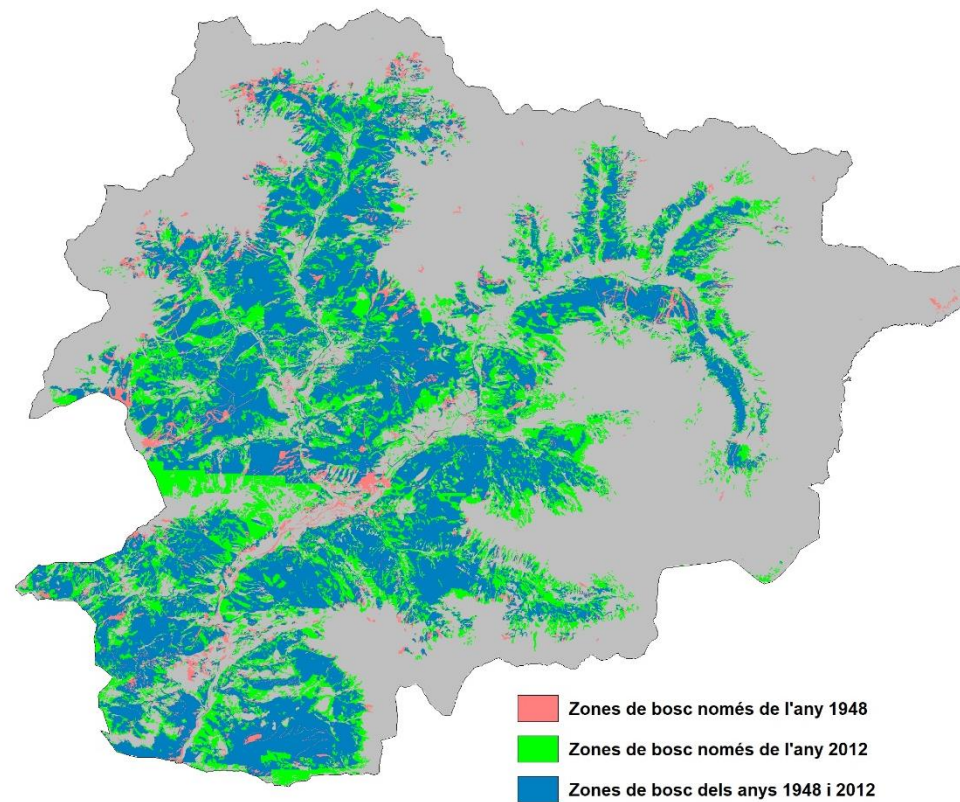 Zones de bosc només de l'any 1948
Zones de bosc només de l'any 2012
Zones de bosc dels anys 1948 i 2012